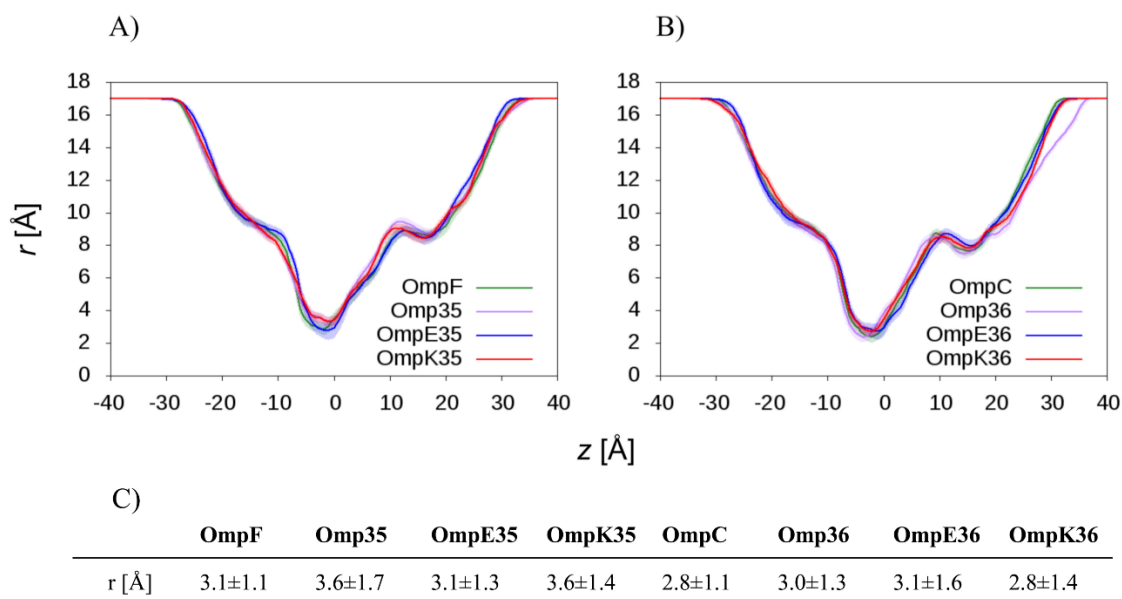 A)
B)
18
16
14
12
10
8
6
4
2
0
r [Å]
OmpF
Omp35
OmpE35
OmpK35
-40 -30 -20 -10 0 10 20 30 40
18
16
14
12
10
8
6
4
2
0
OmpC
Omp36
OmpE36
OmpK36
-40 -30 -20 -10 0 10 20 30 40
z [Å]
C)
OmpF Omp35 OmpE35 OmpK35 OmpC Omp36 OmpE36 OmpK36
r [Å] 3.1±1.1 3.6±1.7 3.1±1.3 3.6±1.4 2.8±1.1 3.0±1.3 3.1±1.6 2.8±1.4